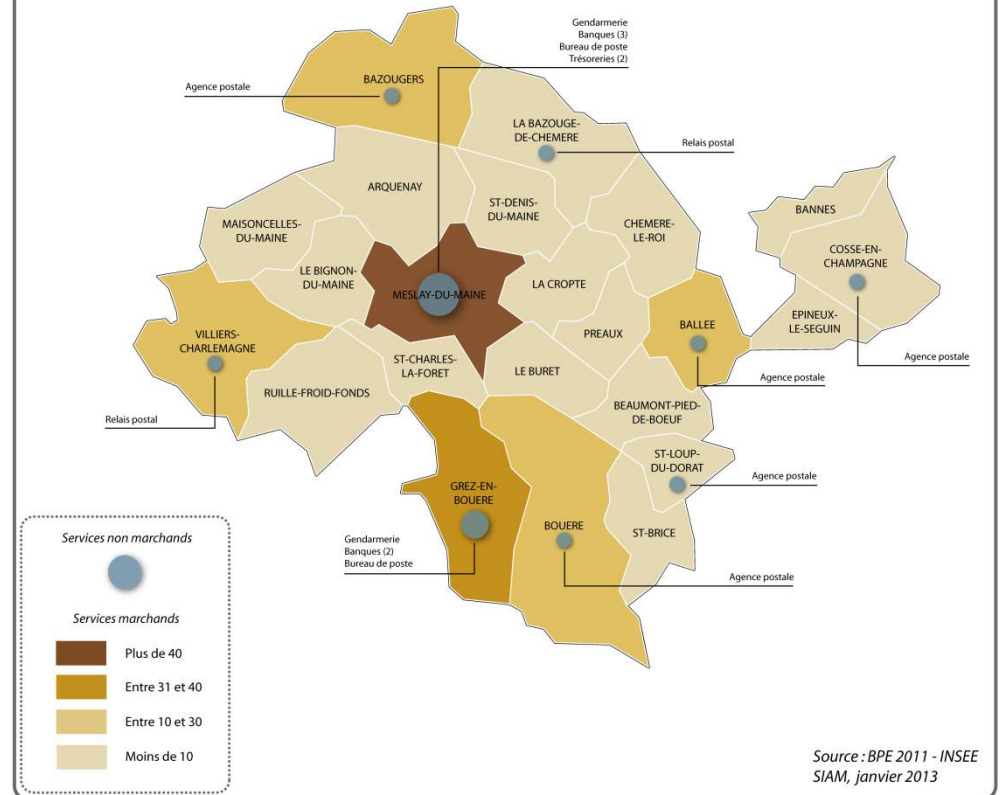 Gendarmerie
Banques (3)
Bureau de poste
Trésoreries (2)
BAZOUGERS
Agence postale
LA BAZOUGE-
DE-CHEMERE
Relais postal
ARQUENAY
ST-DENIS-
DU-MAINE
MAISONCELLES-
DU-MAINE
CHEMERE-
LE-ROI
BANNES
COSSE-EN-
CHAMPAGNE
LE BIGNON-
DU-MAINE
MESLAY-DU-MAINE
LA CROPTE
EPINEUX-
LE-SEGUIN
VILLIERS-
CHARLEMAGNE
PREAUX
BALLEE
Agence postale
ST-CHARLES-
LA-FORET
LE BURET
Agence postale
RUILLE-FROID-FONDS
BEAUMONT-PIED-
DE-BOEUF
Relais postal
ST-LOUP-
DU-DORAT
Agence postale
GREZ-EN-
BOUERE
BOUERE
ST-BRICE
Gendarmerie
Banques (2)
Bureau de poste
Agence postale
Services non marchands
Services marchands
Plus de 40
Entre 31 et 40
Entre 10 et 30
Moins de 10
Source : BPE 2011 - INSEE
SIAM, janvier 2013